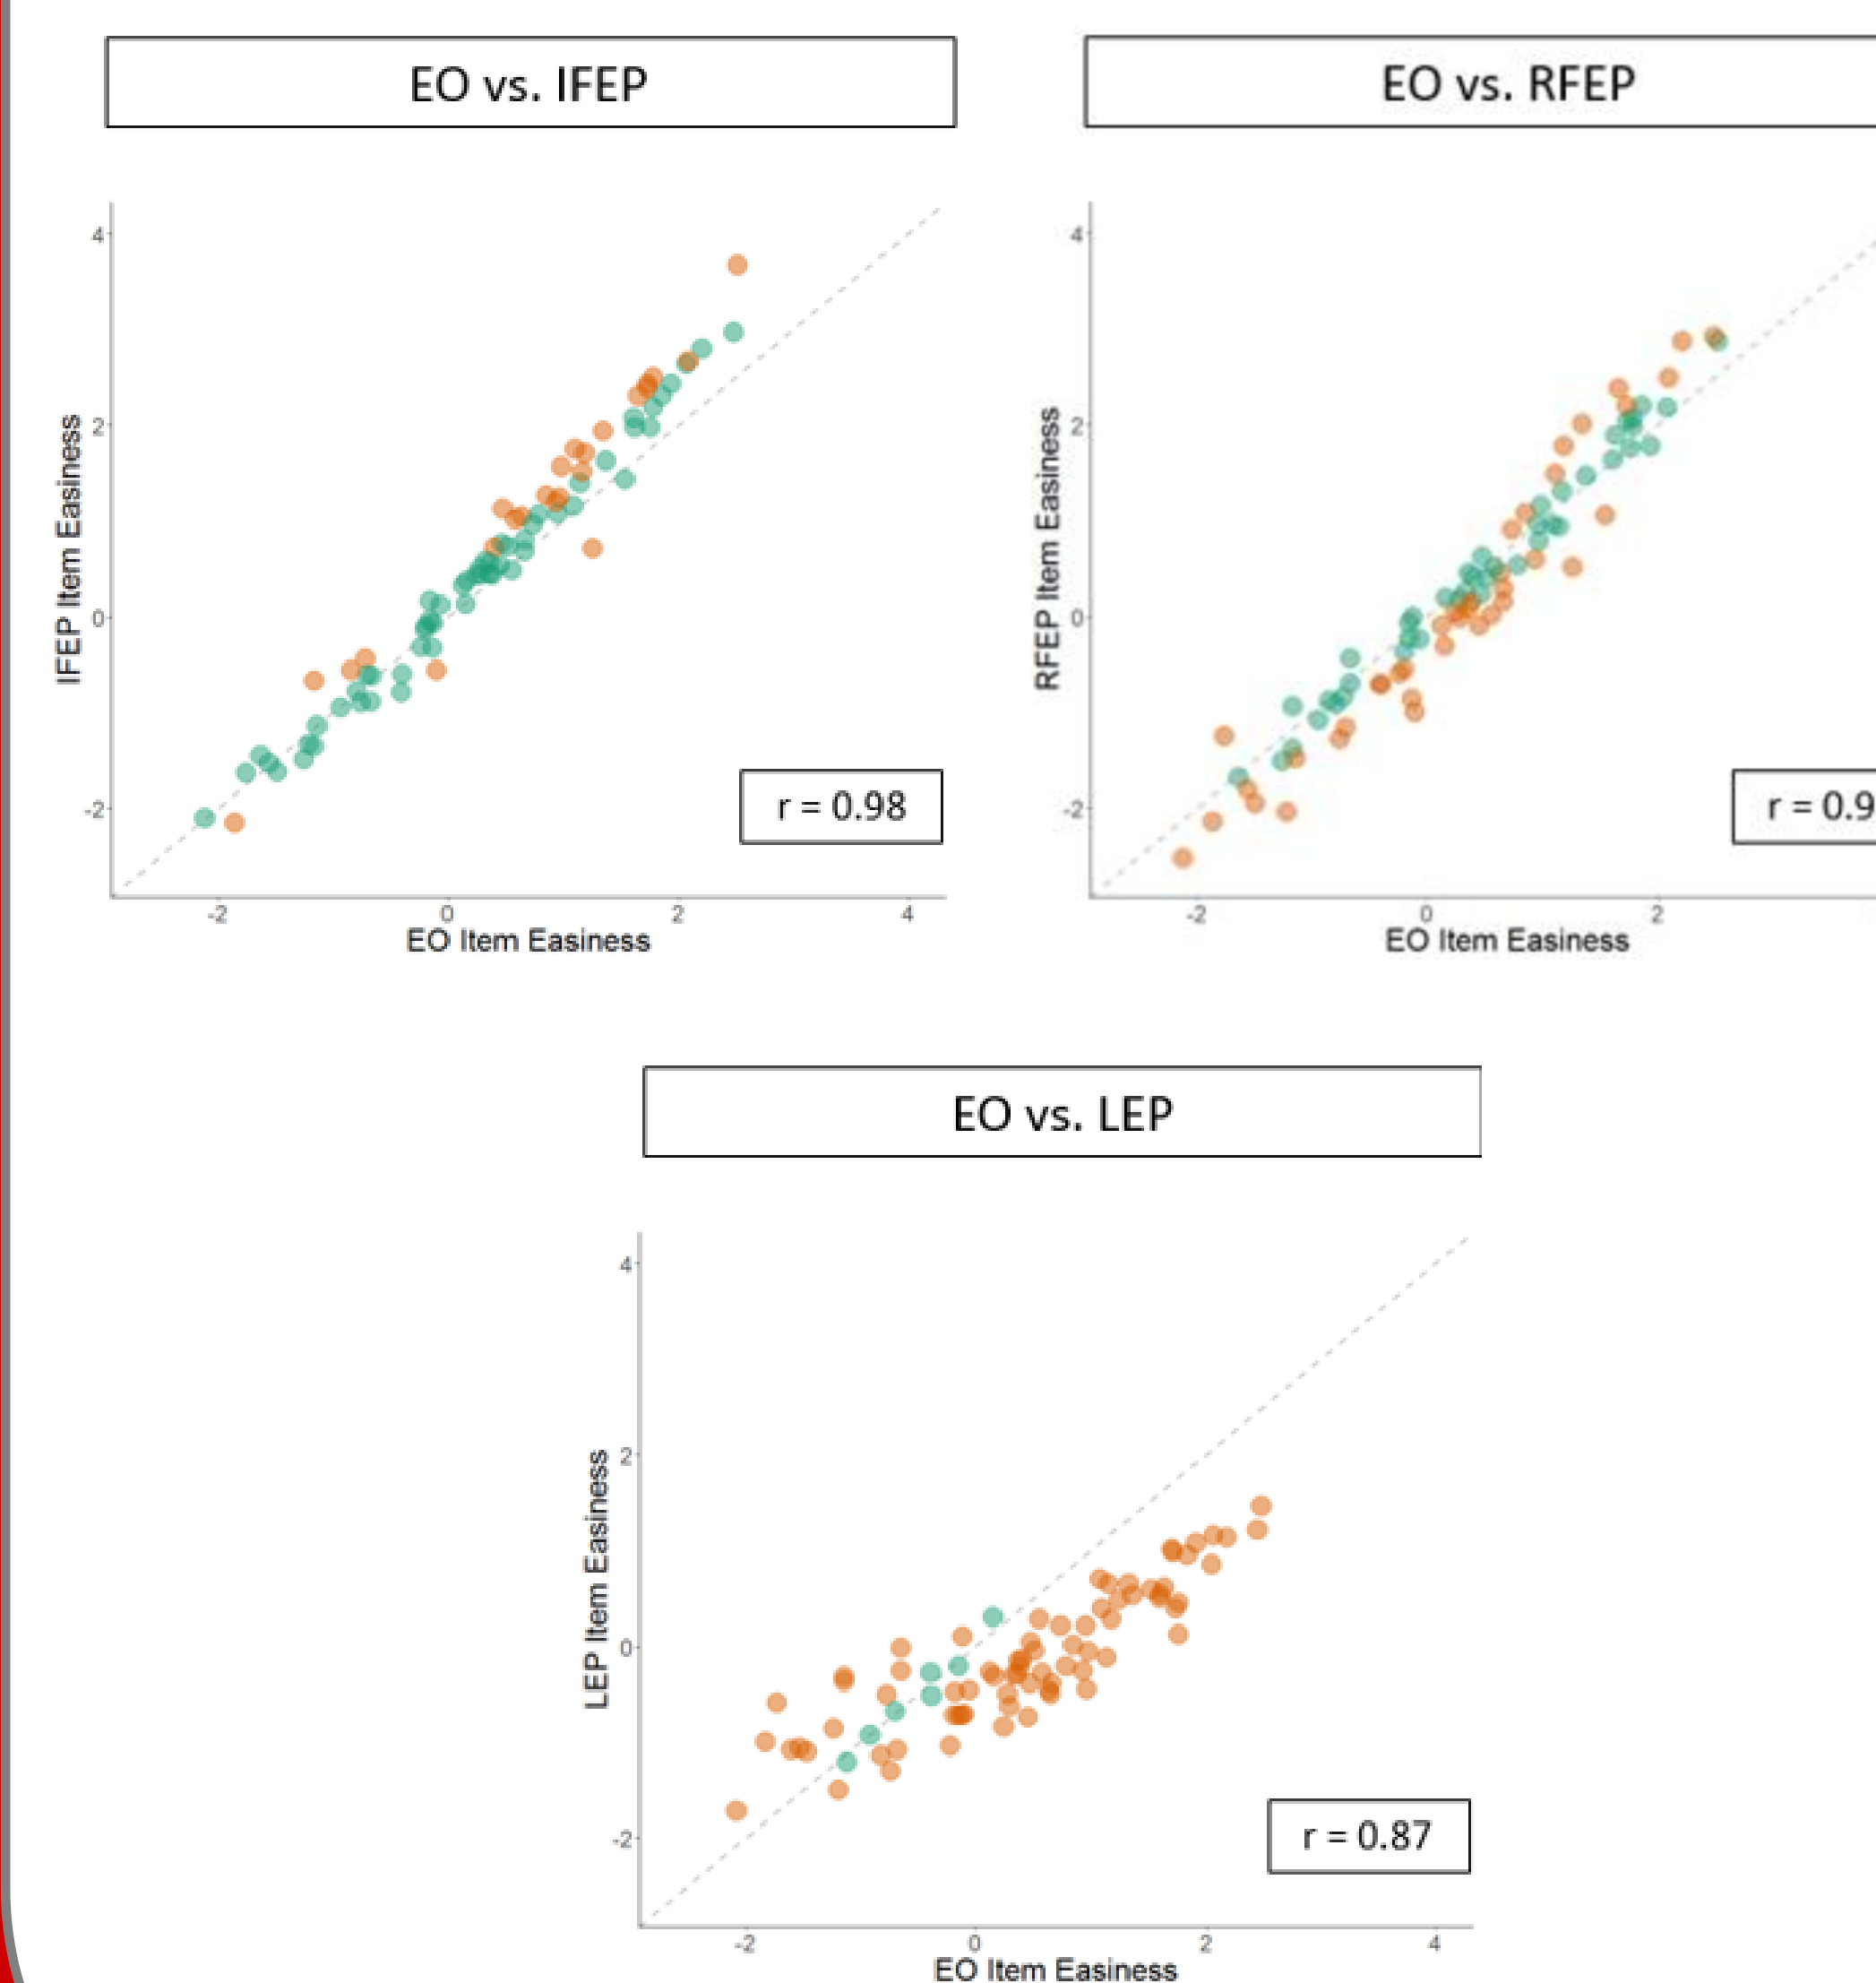 EO vs. IFEP
EO vs. RFEP
4
2
0
-2
IFEP Item Easiness
r = 0.98
-2
0
2
4
EO Item Easiness
4
2
0
-2
RFEP Item Easiness
r = 0.9
-2
0
2
EO Item Easiness
EO vs. LEP
4
2
0
-2
LEP Item Easiness
r = 0.87
-2
0
2
4
EO Item Easiness